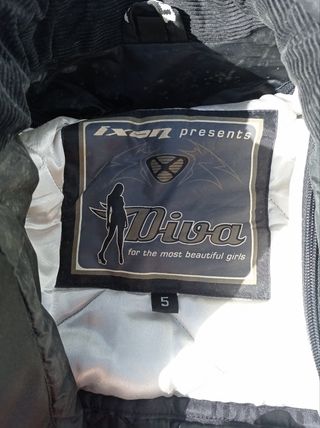 ixon presents
Diva
for the most beautiful girls
5